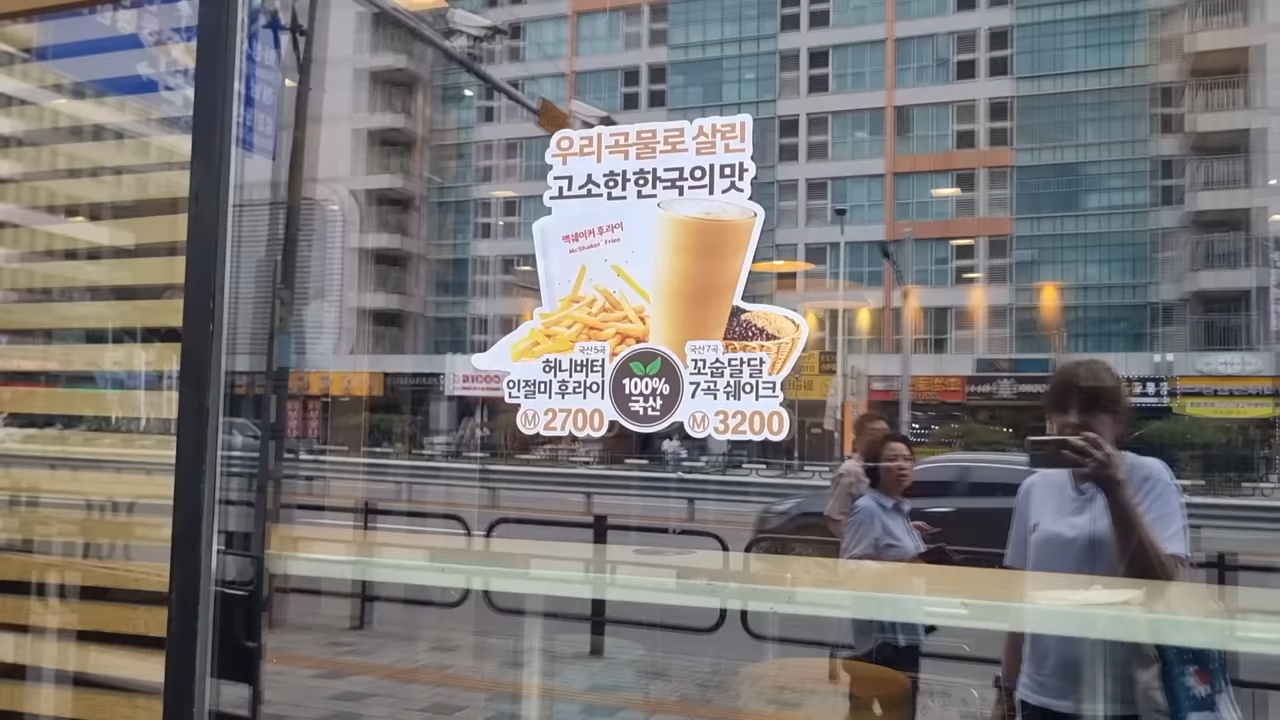 우리곡물로 살린
고소한한국의맛
맥쉐이커 후라이
McShaker Fries
국산5곡
허니버터
인절미후라이
M 2700
100%
국산
국산7곡
꼬숩달달
7곡 쉐이크
M 3200